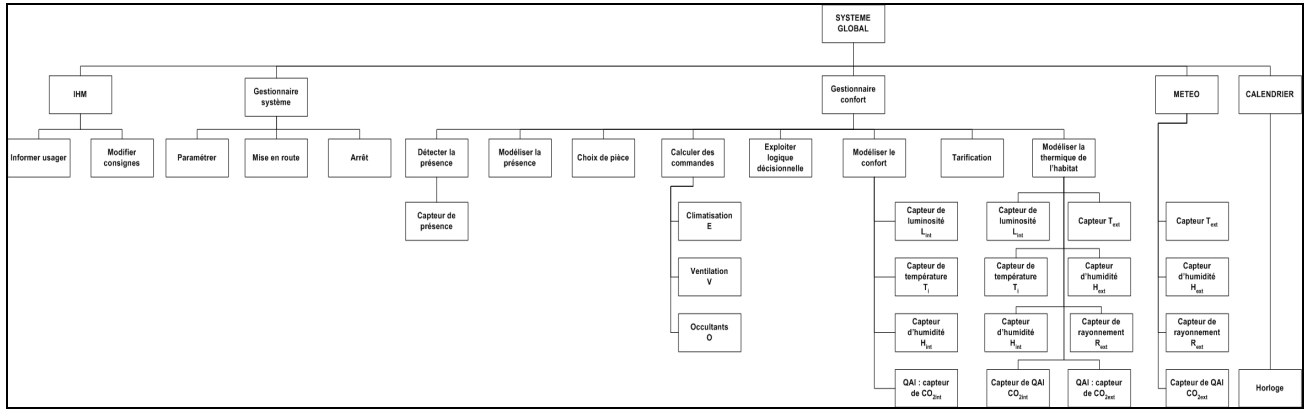 SYSTEME
GLOBAL
IHM
Gestionnaire
système
Gestionnaire
confort
METEO
CALENDRIER
Informer usager
Modifier
consignes
Paramétrer
Mise en route
Arrêt
Détecter la
présence
Modéliser la
présence
Choix de pièce
Calculer des
commandes
Exploiter
logique
décisionnelle
Modéliser le
confort
Tarification
Modéliser la
thermique de
l'habitat
Capteur de
présence
Climatisation
E
Capteur de
luminosité
Lint
Capteur de
luminosité
Lint
Capteur Text
Capteur Text
Ventilation
V
Capteur de
température
Ti
Capteur de
température
Ti
Capteur
d'humidité
Hext
Capteur
d'humidité
Hext
Occultants
O
Capteur
d'humidité
Hint
Capteur
d'humidité
Hint
Capteur de
rayonnement
Rext
Capteur de
rayonnement
Rext
QAI : capteur
de CO2int
Capteur de QAI
CO2int
QAI : capteur
de CO2ext
Capteur de QAI
CO2ext
Horloge